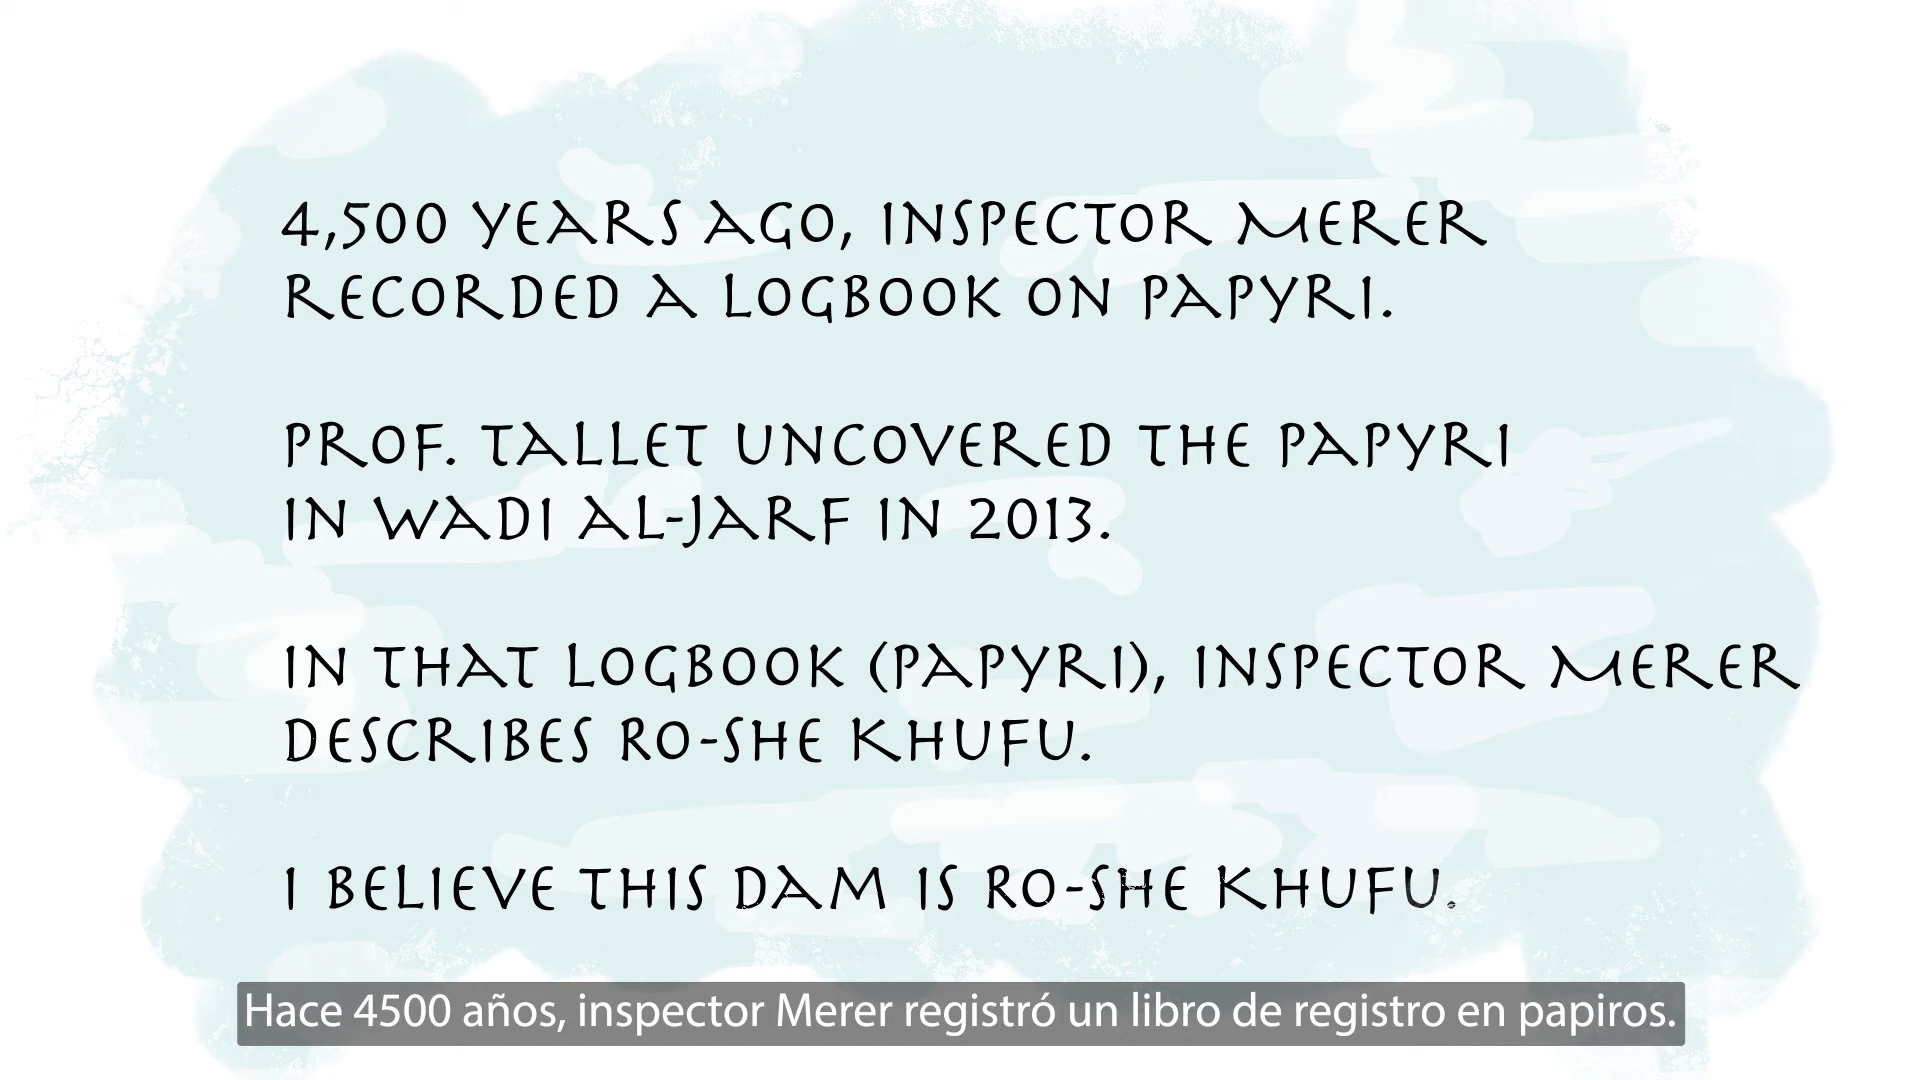 4,500 YEARS AGO, INSPECTOR MERER
RECORDED A LOGBOOK ON PAPYRI.
PROF. TALLET UNCOVERED THE PAPYRI
IN WADI AL-JARF IN 2013.
IN THAT LOGBOOK (PAPYRI), INSPECTOR MERER
DESCRIBES RO-SHE KHUFU.
I BELIEVE THIS DAM IS RO-SHE KHUFU.
Hace 4500 años, inspector Merer registró un libro de registro en papiros.